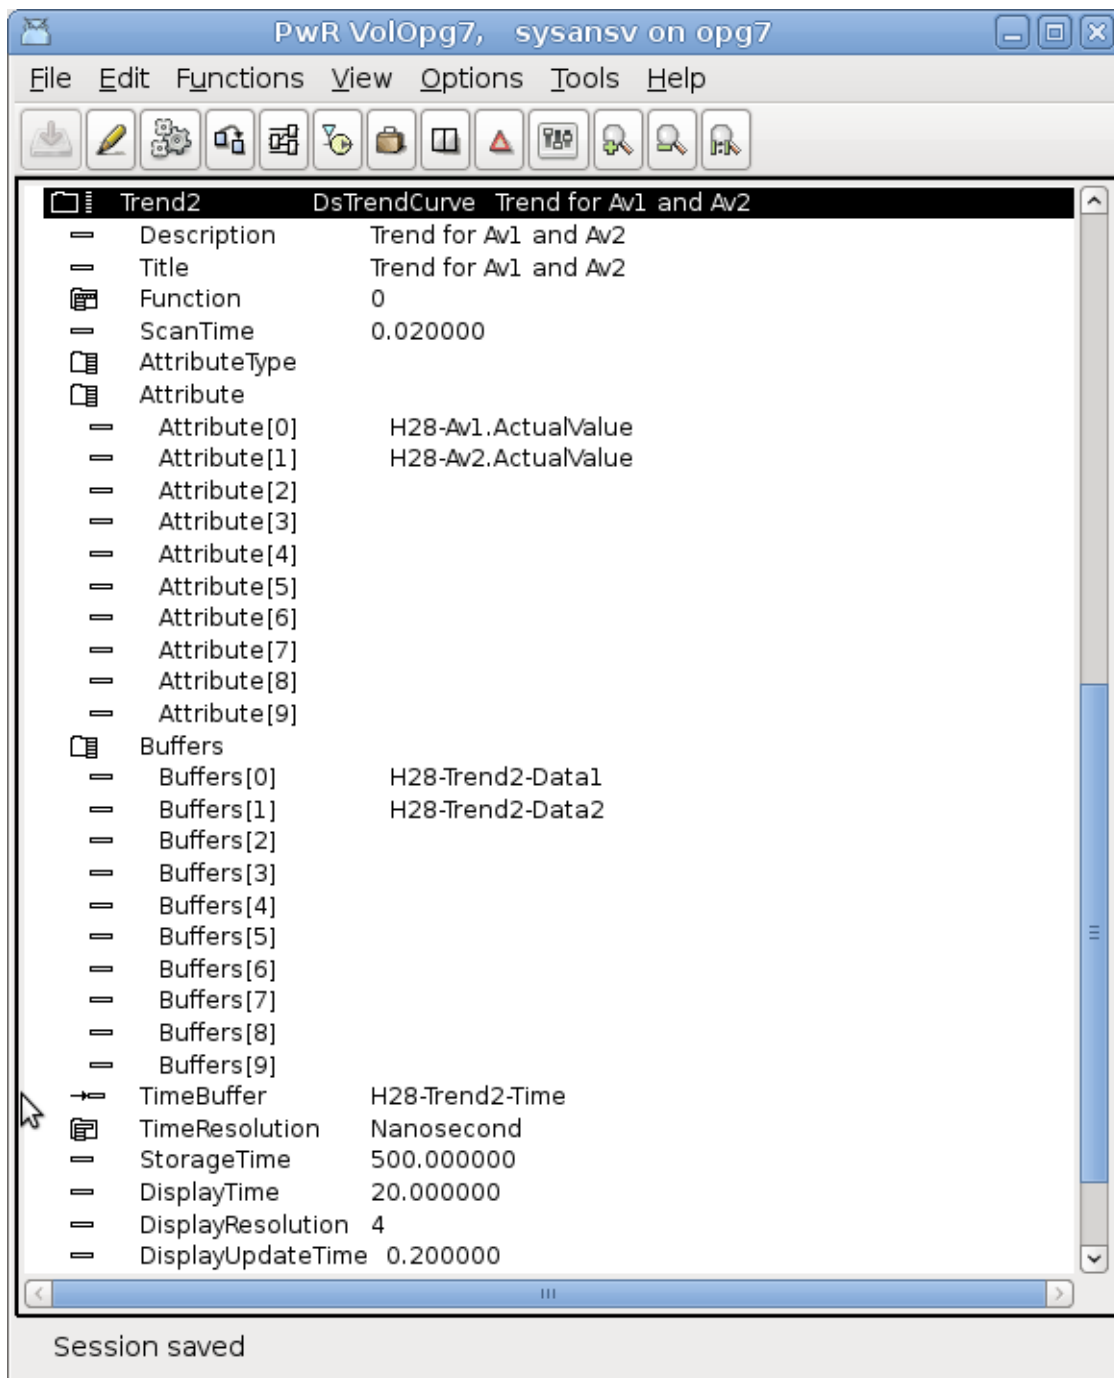 PwR VolOpg7, sysansv on opg7
File Edit Functions View Options Tools Help
Trend2 DsTrendCurve Trend for Av1 and Av2
Description Trend for Av1 and Av2
Title Trend for Av1 and Av2
Function 0
ScanTime 0.020000
AttributeType
Attribute
Attribute[0] H28-Av1.ActualValue
Attribute[1] H28-Av2.ActualValue
Attribute[2]
Attribute[3]
Attribute[4]
Attribute[5]
Attribute[6]
Attribute[7]
Attribute[8]
Attribute[9]
Buffers
Buffers[0] H28-Trend2-Data1
Buffers[1] H28-Trend2-Data2
Buffers[2]
Buffers[3]
Buffers[4]
Buffers[5]
Buffers[6]
Buffers[7]
Buffers[8]
Buffers[9]
TimeBuffer H28-Trend2-Time
TimeResolution Nanosecond
StorageTime 500.000000
DisplayTime 20.000000
DisplayResolution 4
DisplayUpdateTime 0.200000
Session saved